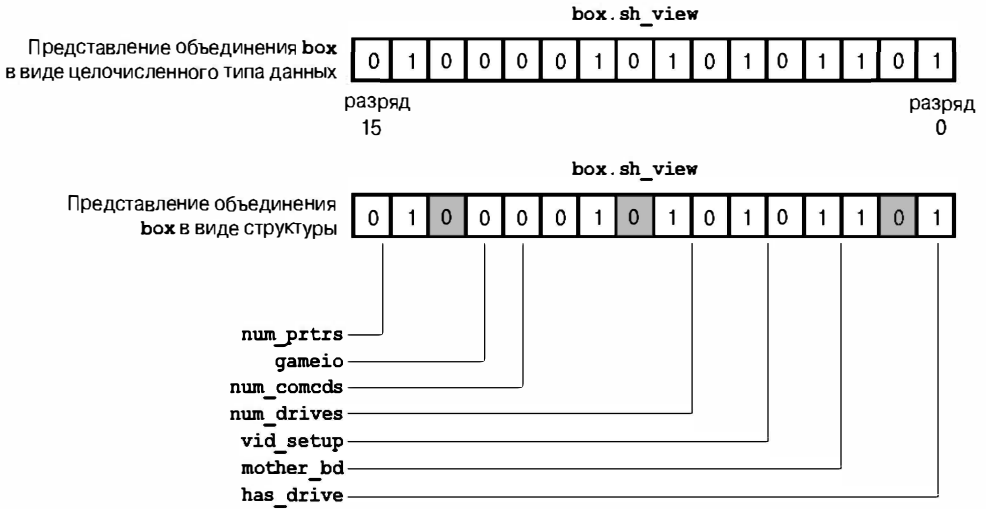 box.sh_view
Представление объединения box
в виде целочисленного типа данных
0 1 0 0 0 0 1 0 1 0 1 0 1 1 0 1
разряд разряд
15 0
box.sh_view
Представление объединения
box в виде структуры
0 1 0 0 0 0 1 0 1 0 1 0 1 1 0 1
num_prtrs
gameio
num_comcds
num_drives
vid_setup
mother_bd
has_drive